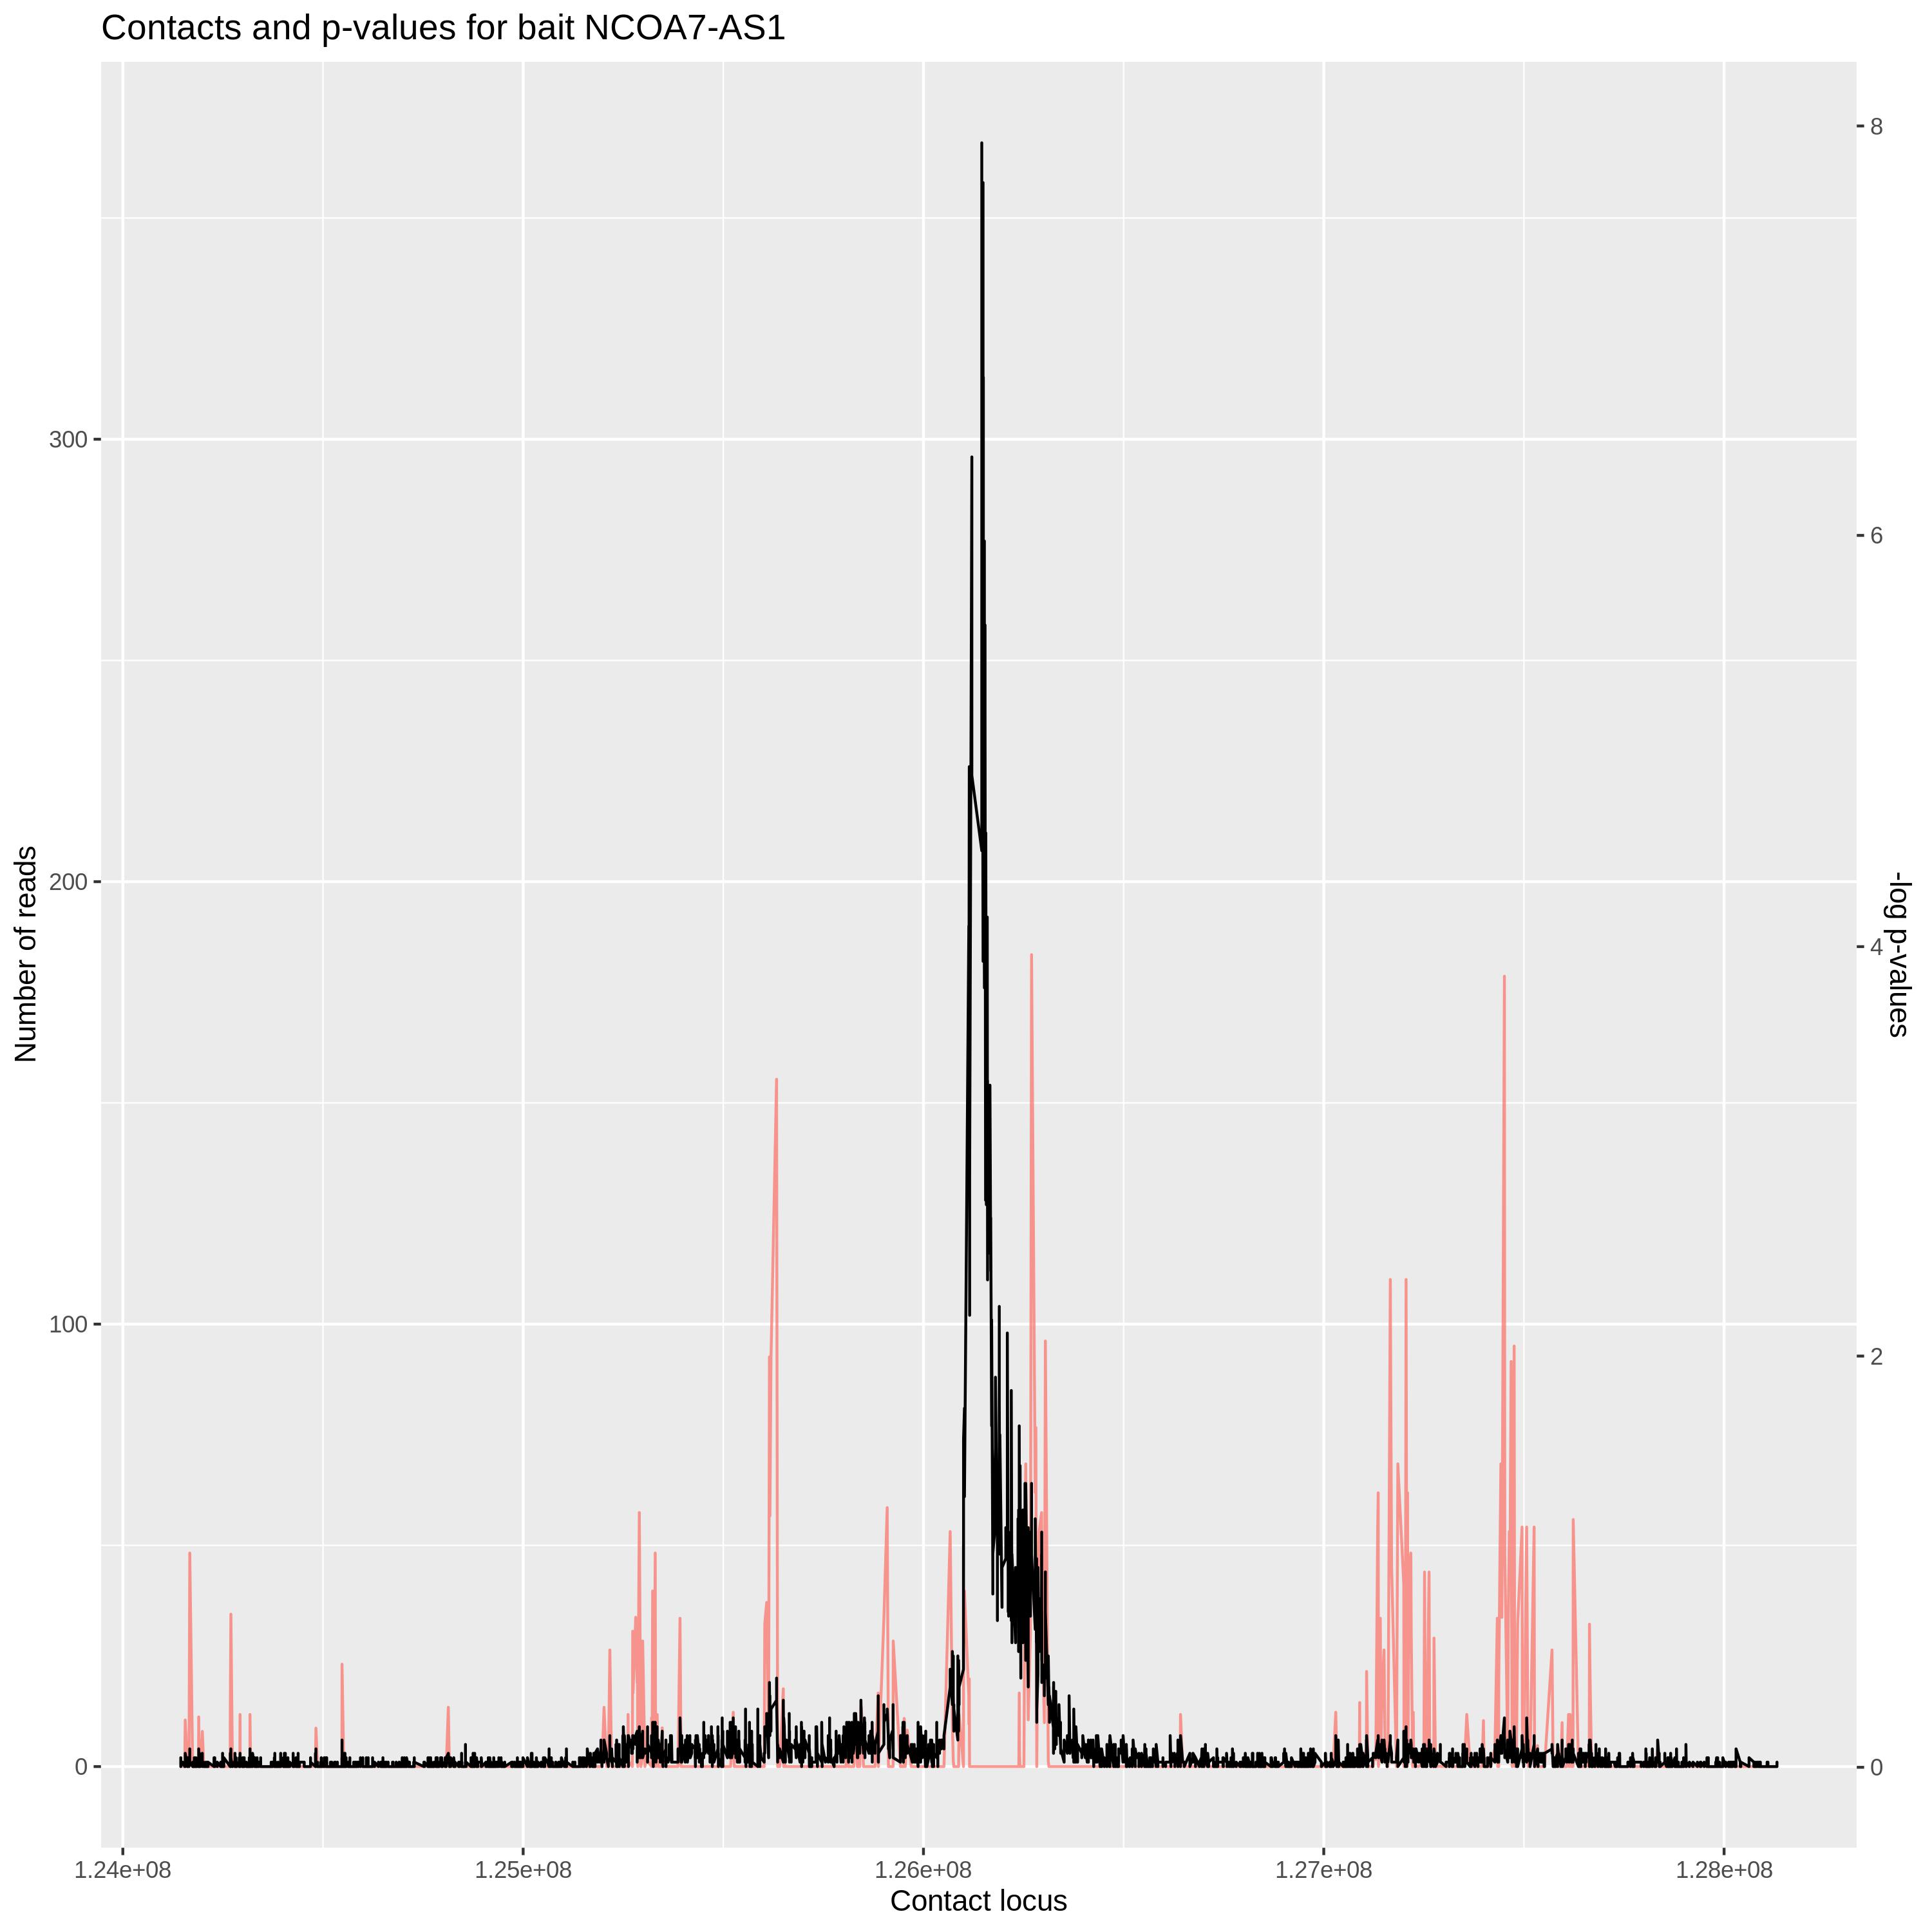 Contacts and p-values for bait NCOA7-AS1
Number of reads
300
200
100
0
8
6
4
2
0
-log p-values
1.24e+08
1.25e+08
1.26e+08
1.27e+08
1.28e+08
Contact locus